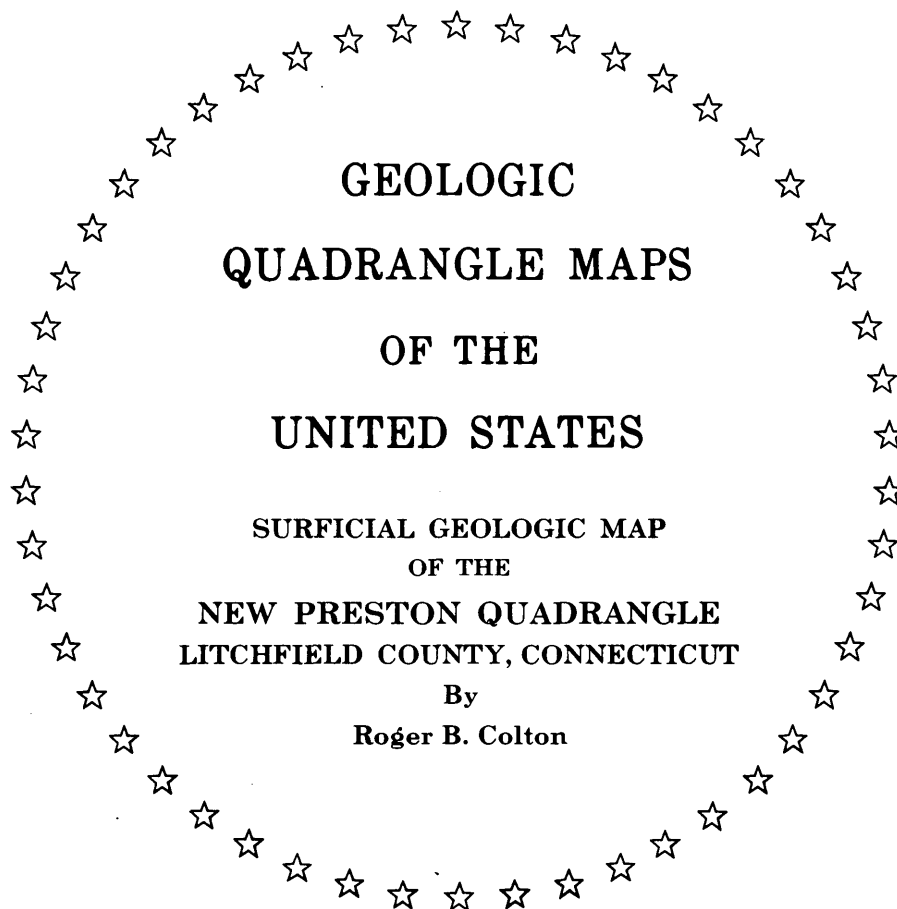 GEOLOGIC
QUADRANGLE MAPS
OF THE
UNITED STATES
SURFICIAL GEOLOGIC MAP
OF THE
NEW PRESTON QUADRANGLE
LITCHFIELD COUNTY, CONNECTICUT
By
Roger B. Colton